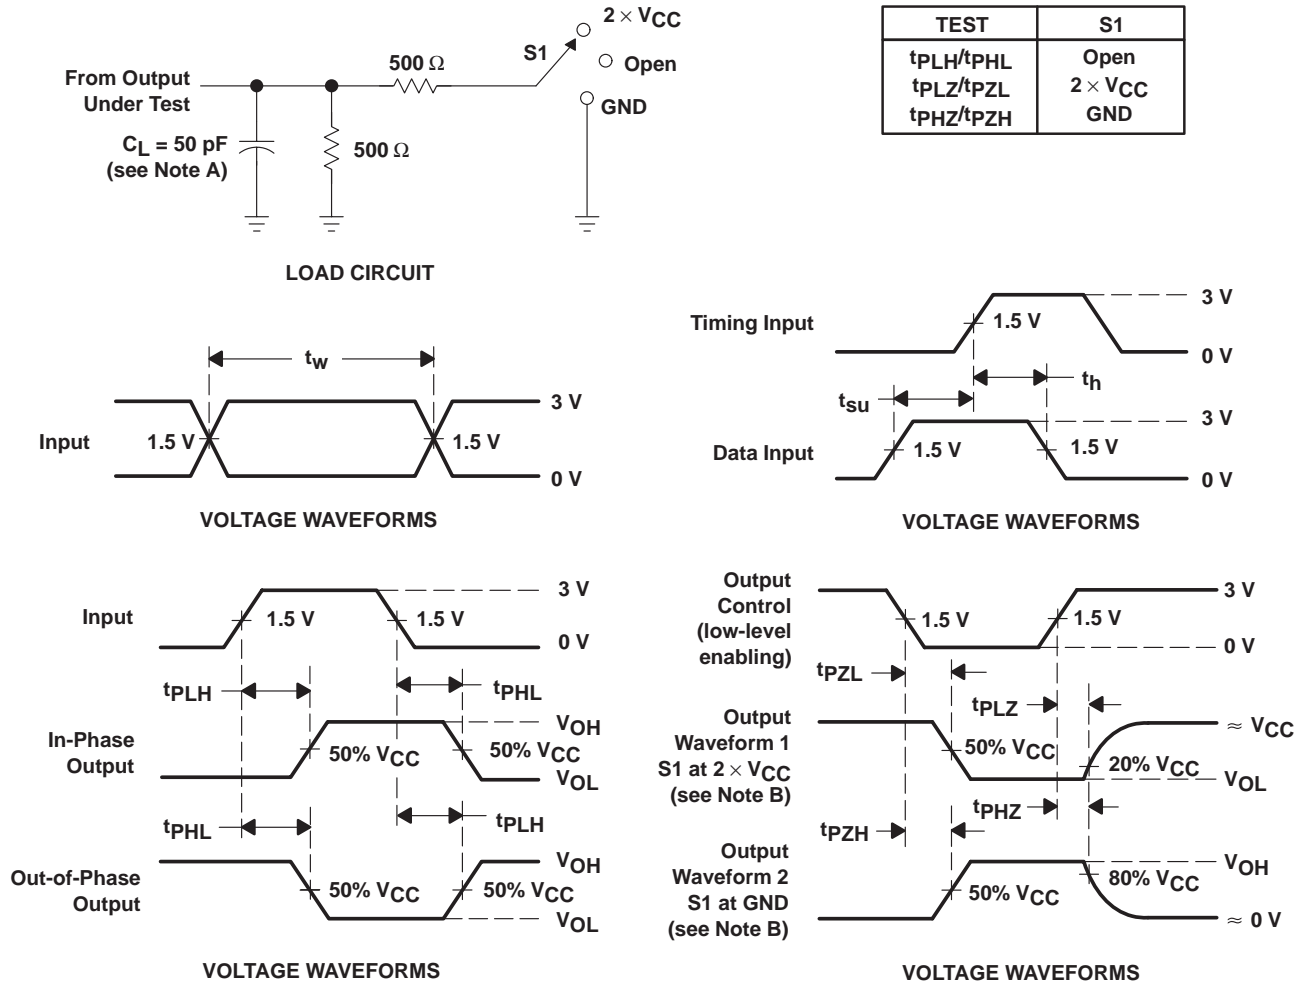 From Output
Under Test
CL = 50 pF
(see Note A)
500 Ω
500 Ω
S1
2 × VCC
Open
GND
LOAD CIRCUIT
TEST S1
tPLH/tPHL Open
tPLZ/tPZL 2 × VCC
tPHZ/tPZH GND
tw
Input
1.5 V
1.5 V
3 V
0 V
VOLTAGE WAVEFORMS
Timing Input
1.5 V
3 V
0 V
th
tsu
Data Input
1.5 V
1.5 V
3 V
0 V
VOLTAGE WAVEFORMS
Input
1.5 V
1.5 V
3 V
0 V
tPLH
tPHL
In-Phase
Output
50% VCC
50% VCC
VOH
VOL
tPHL
tPLH
Out-of-Phase
Output
50% VCC
50% VCC
VOH
VOL
VOLTAGE WAVEFORMS
Output
Control
(low-level
enabling)
1.5 V
1.5 V
3 V
0 V
tPZL
tPLZ
Output
Waveform 1
S1 at 2 × VCC
(see Note B)
50% VCC
20% VCC
≈ VCC
VOL
tPHZ
tPZH
Output
Waveform 2
S1 at GND
(see Note B)
50% VCC
80% VCC
VOH
≈ 0 V
VOLTAGE WAVEFORMS